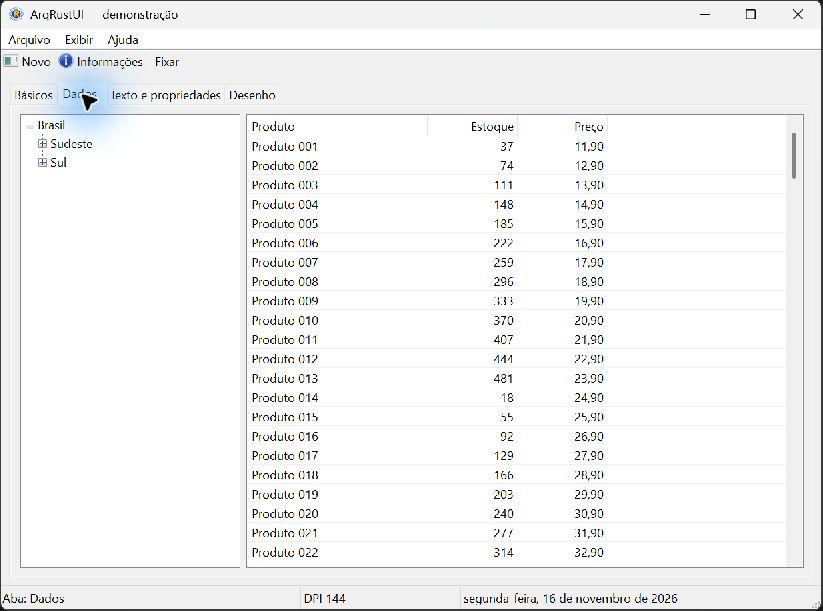 ArqRustUI — demonstração
Arquivo Exibir Ajuda
Novo Informações Fixar
Básicos Dados Texto e propriedades Desenho
Brasil
Sudeste
Sul
Produto Estoque Preço
Produto 001 37 11,90
Produto 002 74 12,90
Produto 003 111 13,90
Produto 004 148 14,90
Produto 005 185 15,90
Produto 006 222 16,90
Produto 007 259 17,90
Produto 008 296 18,90
Produto 009 333 19,90
Produto 010 370 20,90
Produto 011 407 21,90
Produto 012 444 22,90
Produto 013 481 23,90
Produto 014 18 24,90
Produto 015 55 25,90
Produto 016 92 26,90
Produto 017 129 27,90
Produto 018 166 28,90
Produto 019 203 29,90
Produto 020 240 30,90
Produto 021 277 31,90
Produto 022 314 32,90
Aba: Dados DPI 144 segunda-feira, 16 de novembro de 2026